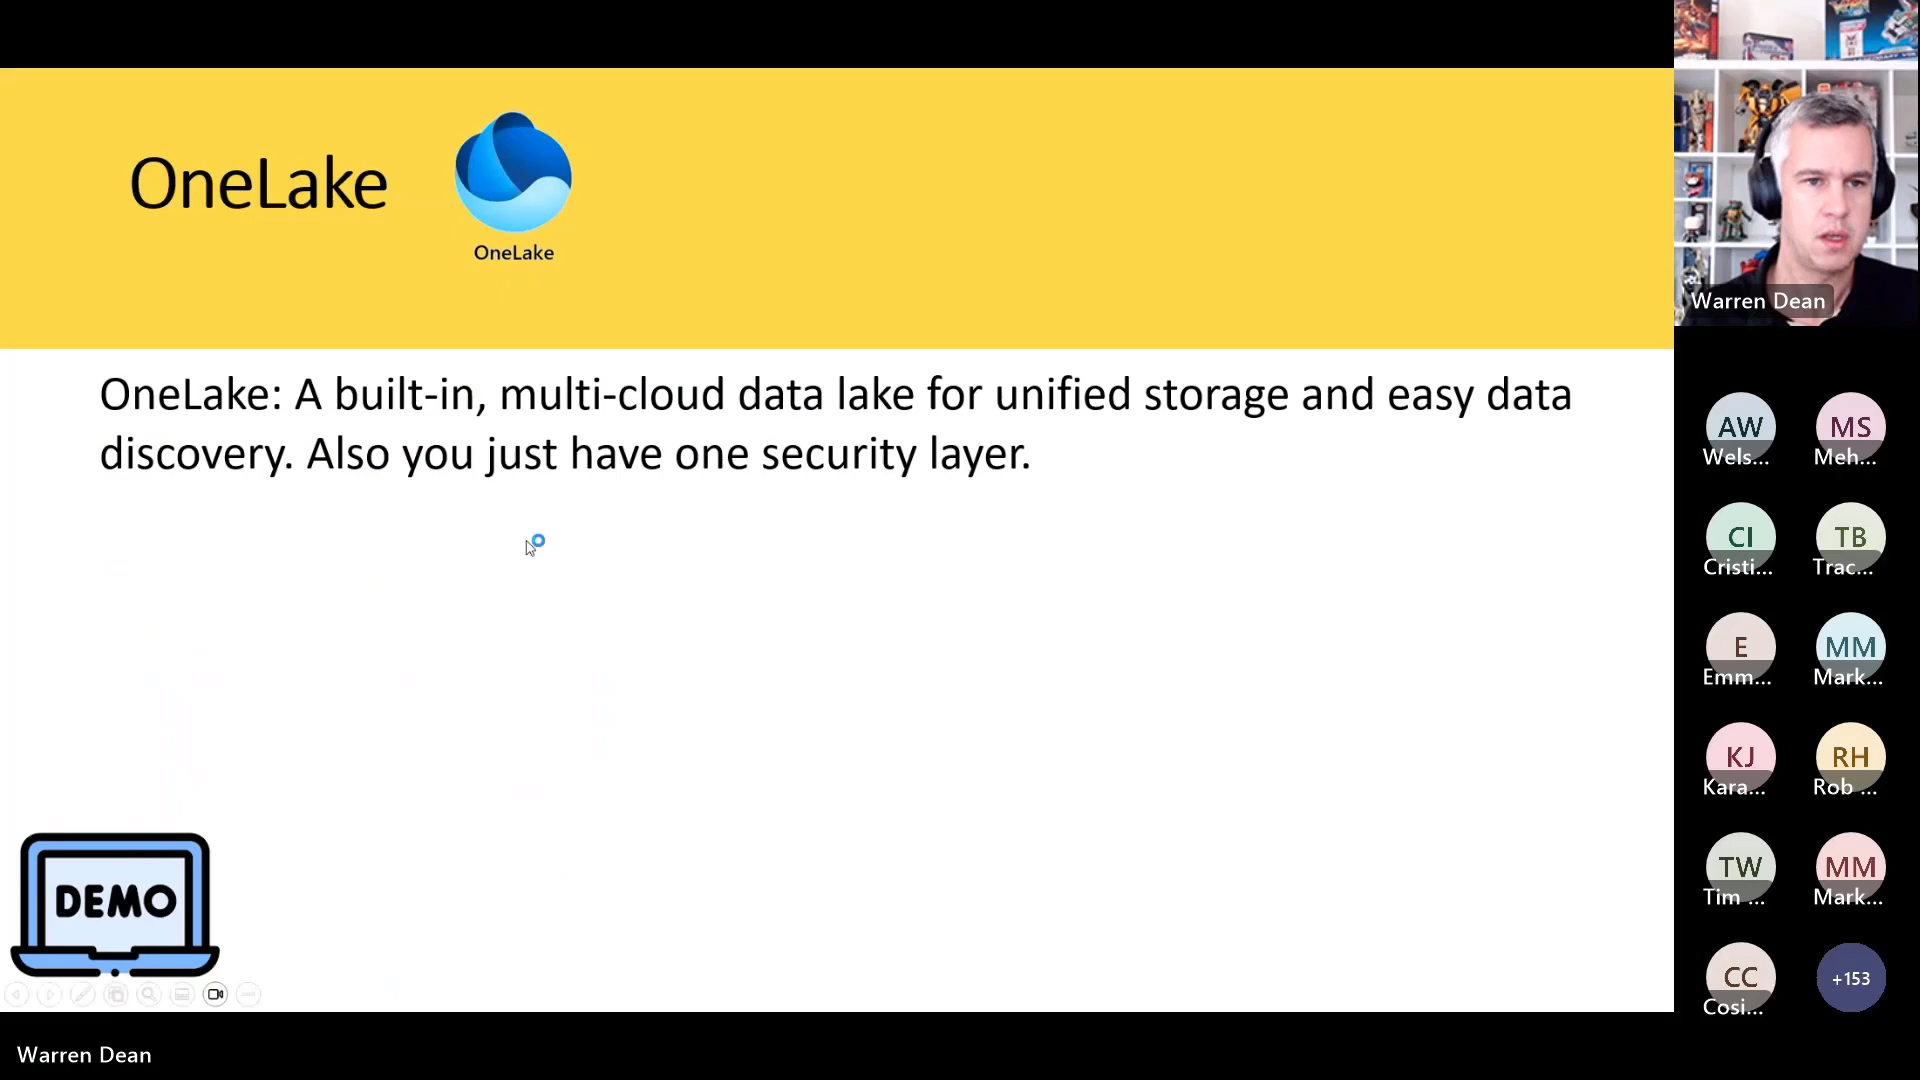 OneLake
OneLake
OneLake: A built-in, multi-cloud data lake for unified storage and easy data
discovery. Also you just have one security layer.
DEMO
Warren Dean
AW
Wels...
MS
Meh...
CI
Cristi...
TB
Trac...
E
Emm...
MM
Mark...
KJ
Kara...
RH
Rob ...
TW
Tim ...
MM
Mark...
CC
Cosi...
+153
Warren Dean